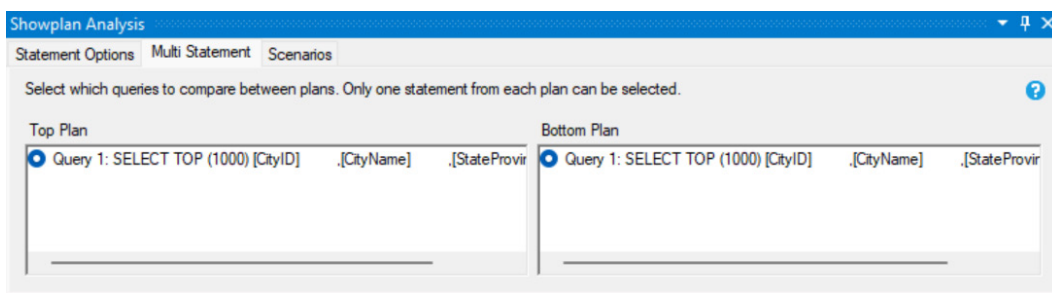 Showplan Analysis
Statement Options Multi Statement Scenarios
Select which queries to compare between plans. Only one statement from each plan can be selected.
Top Plan Bottom Plan
Query 1: SELECT TOP (1000) [CityID] ,[CityName] ,[StateProvir Query 1: SELECT TOP (1000) [CityID] ,[CityName] ,[StateProvir